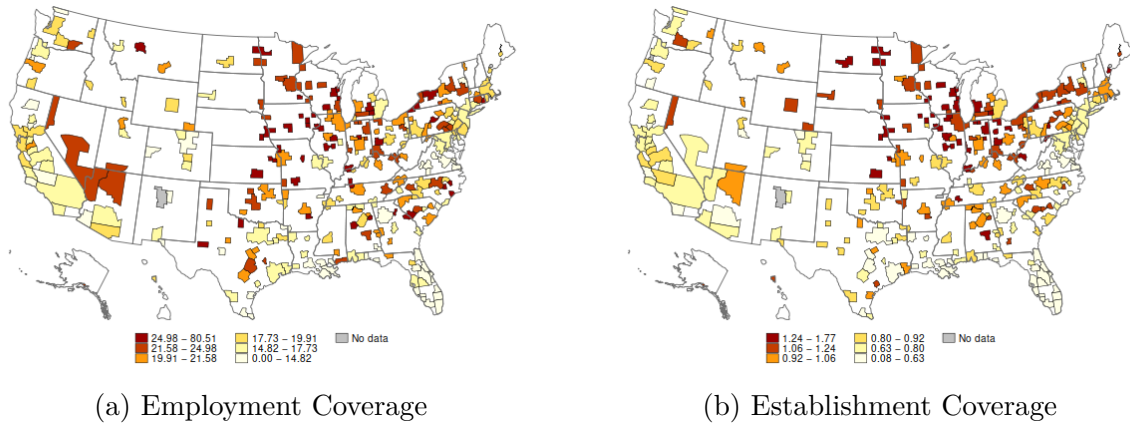 24.98 − 80.51
21.58 − 24.98
19.91 − 21.58
17.73 − 19.91
14.82 − 17.73
0.00 − 14.82
No data
(a) Employment Coverage
1.24 − 1.77
1.06 − 1.24
0.92 − 1.06
0.80 − 0.92
0.63 − 0.80
0.08 − 0.63
No data
(b) Establishment Coverage